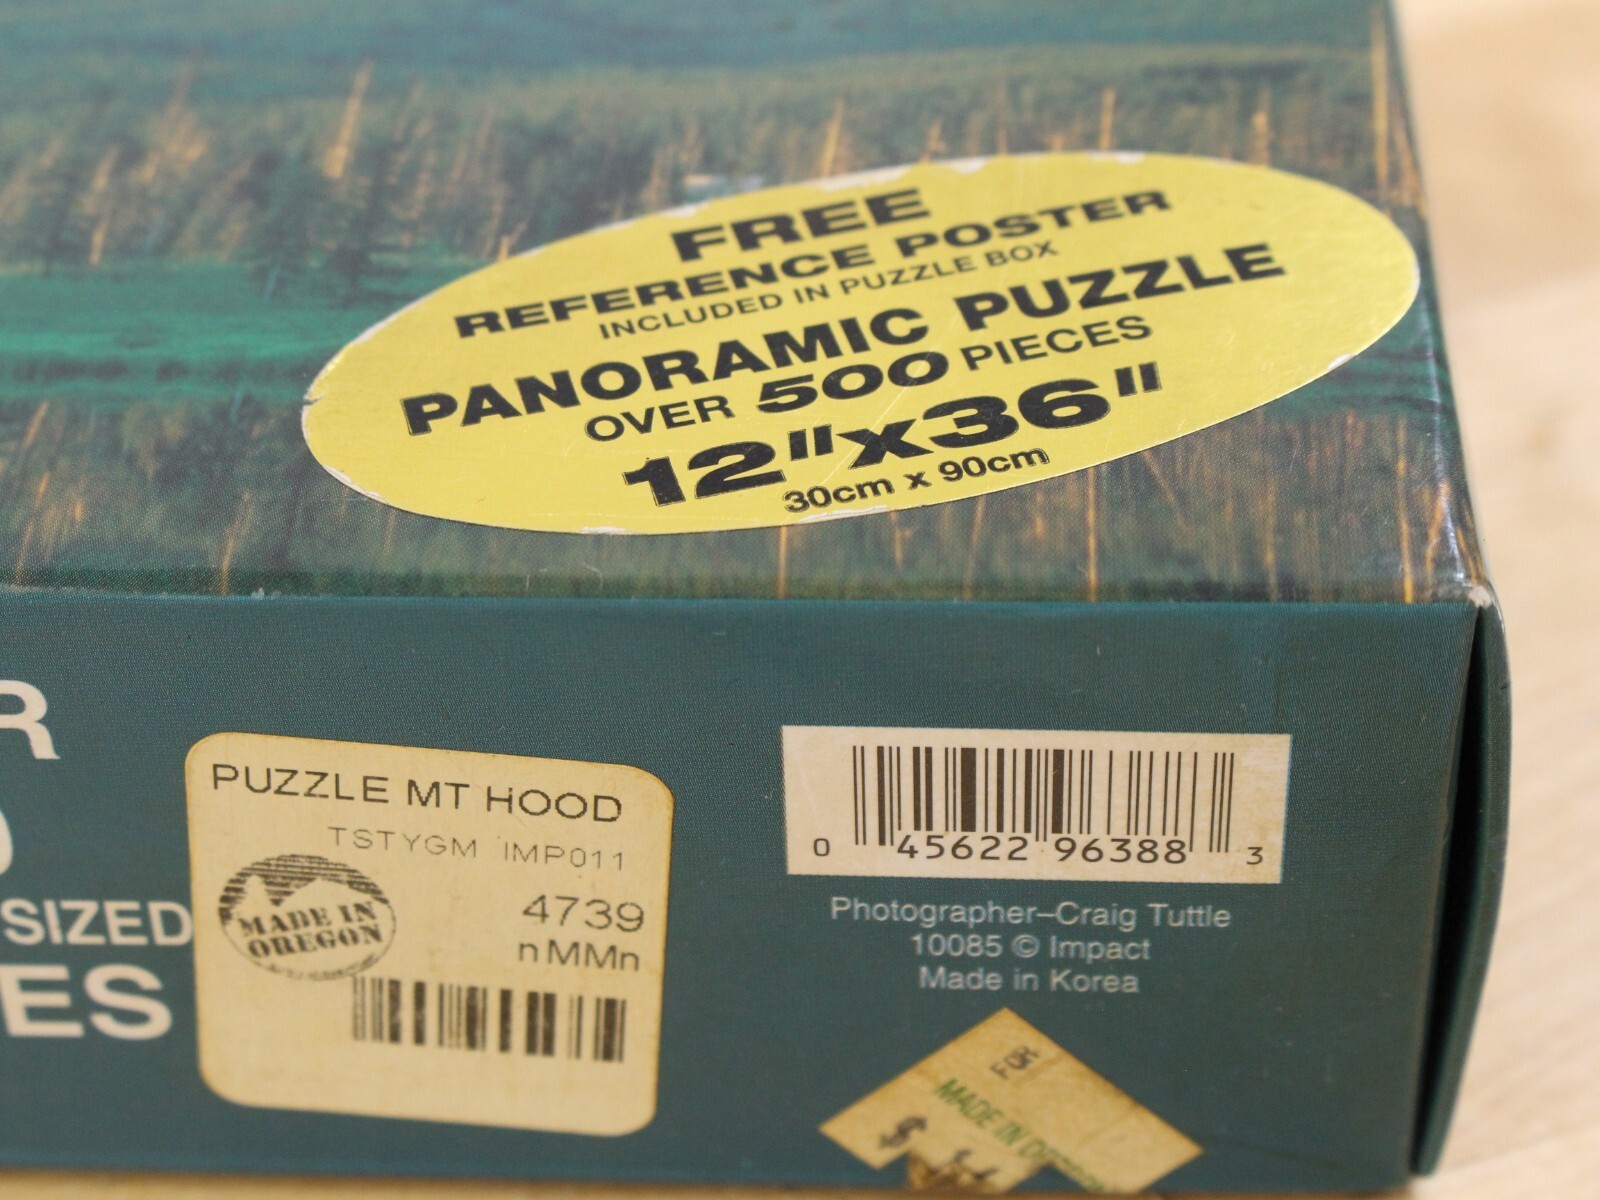 FREE
REFERENCE POSTER
INCLUDED IN PUZZLE BOX
PANORAMIC PUZZLE
OVER 500 PIECES
12"x36"
30cm x 90cm
R
SIZED
ES
PUZZLE MT HOOD
TSTYGM IMP011
MADE IN
OREGON
4739
nMMn
0 45622 96388 3
Photographer–Craig Tuttle
10085 © Impact
Made in Korea
FOR
MADE IN
$